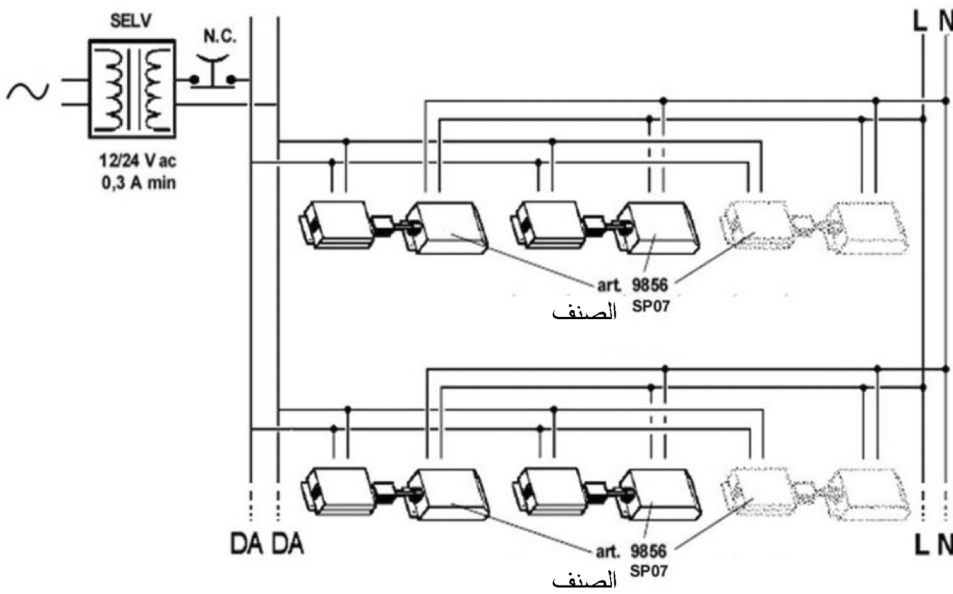 SELV
N.C.
L N
12/24 V ac
0,3 A min
art. 9856
SP07
الصنف
DA DA
art. 9856
SP07
الصنف
L N